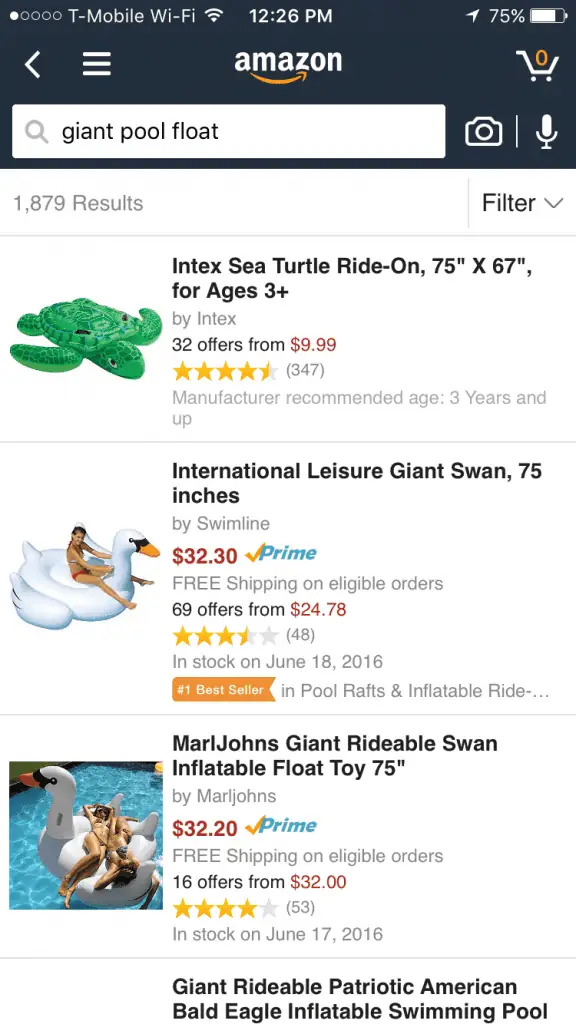 T-Mobile Wi-Fi 12:26 PM 75%
amazon
0
giant pool float
1,879 Results
Filter
Intex Sea Turtle Ride-On, 75" X 67",
for Ages 3+
by Intex
32 offers from $9.99
(347)
Manufacturer recommended age: 3 Years and
up
International Leisure Giant Swan, 75
inches
by Swimline
$32.30 Prime
FREE Shipping on eligible orders
69 offers from $24.78
(48)
In stock on June 18, 2016
#1 Best Seller in Pool Rafts & Inflatable Ride-…
MarlJohns Giant Rideable Swan
Inflatable Float Toy 75"
by Marljohns
$32.20 Prime
FREE Shipping on eligible orders
16 offers from $32.00
(53)
In stock on June 17, 2016
Giant Rideable Patriotic American
Bald Eagle Inflatable Swimming Pool